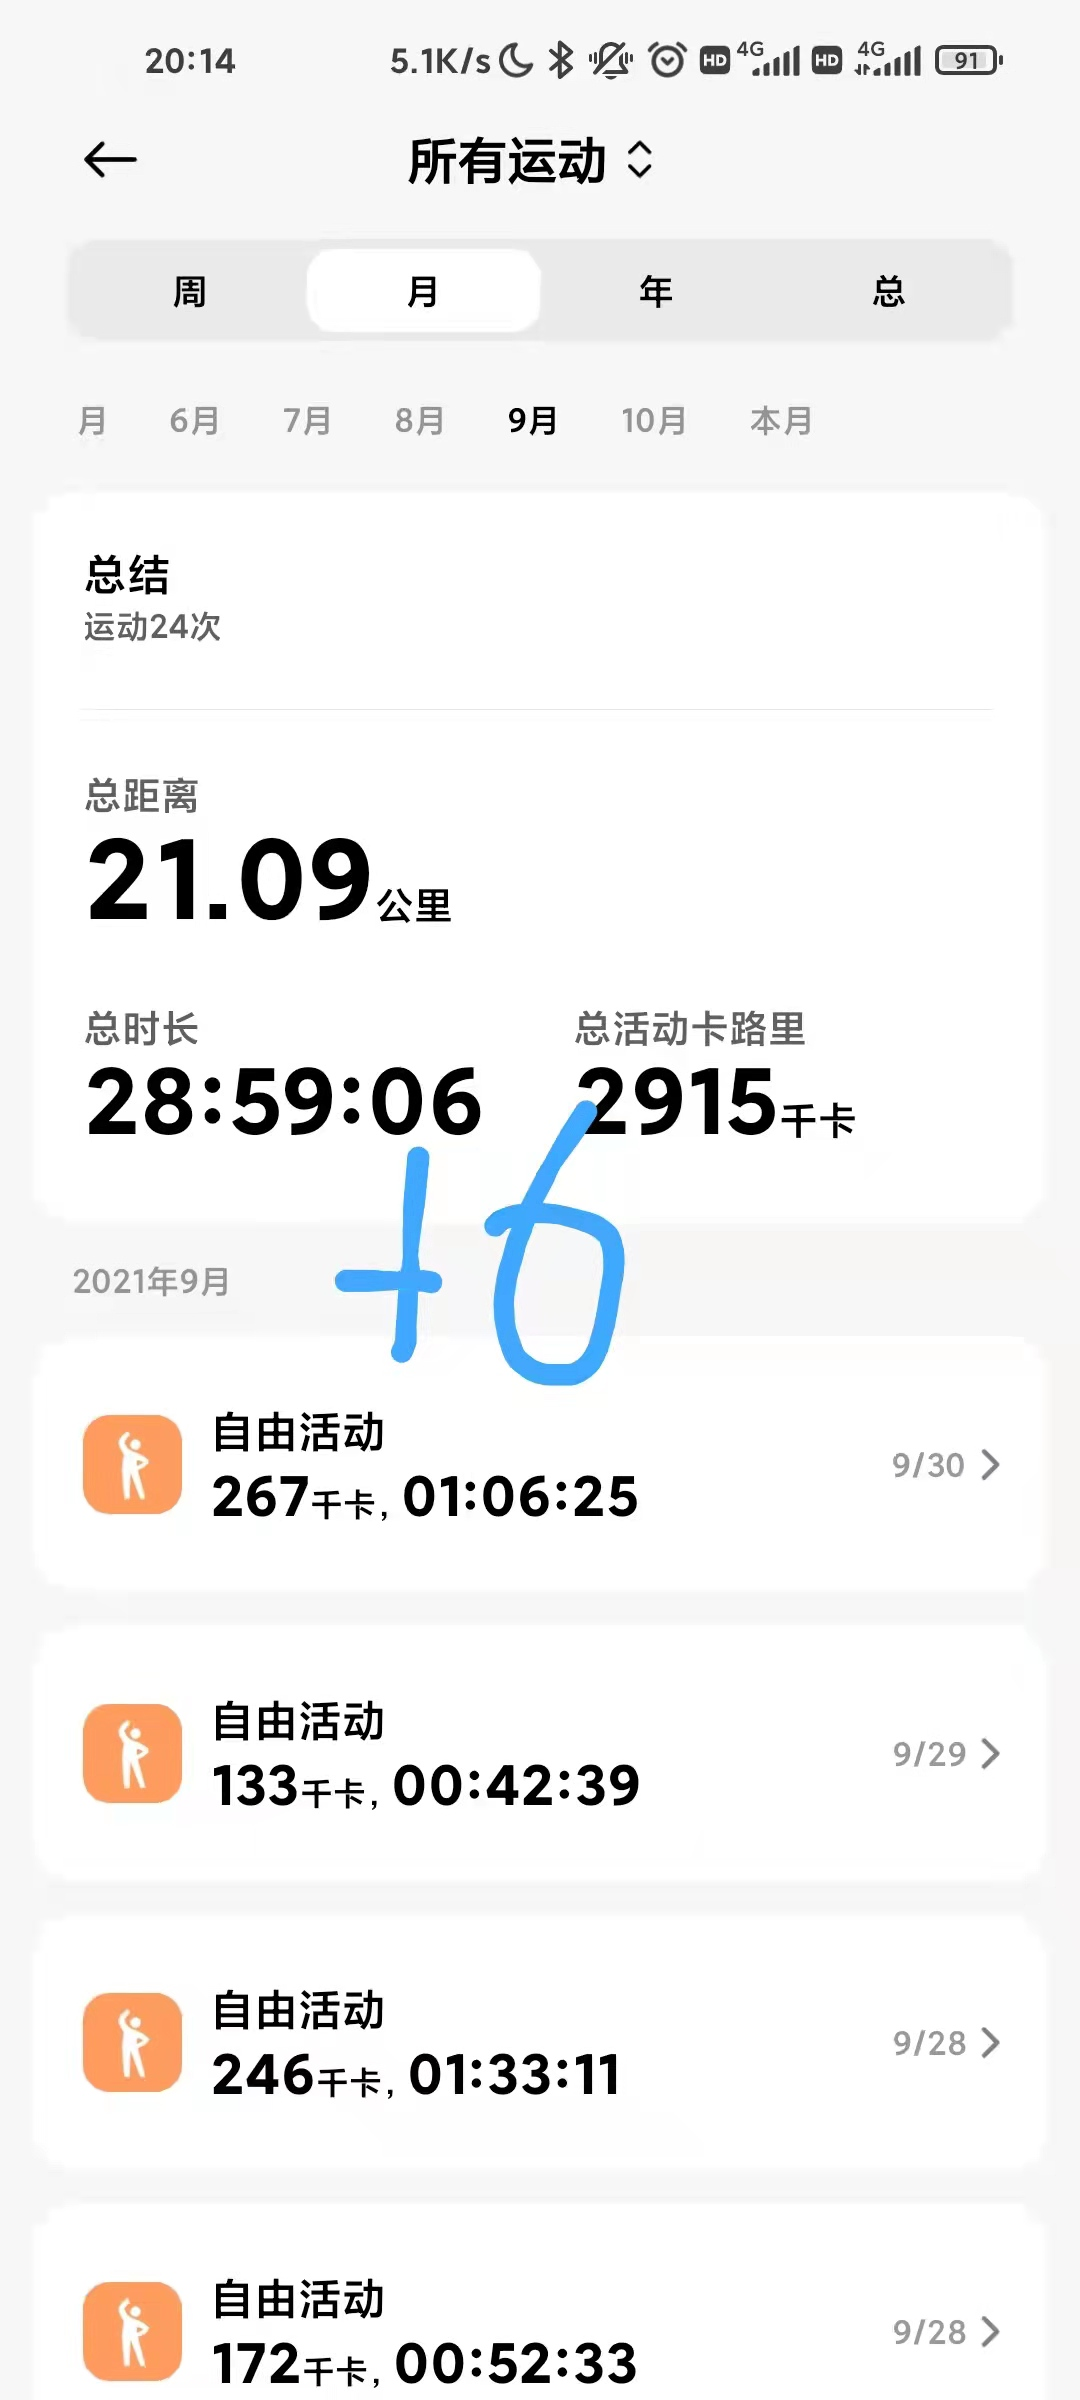 20:14 5.1K/s HD 4G HD 4G 91
所有运动
周 月 年 总
月 6月 7月 8月 9月 10月 本月
总结
运动24次
总距离
21.09公里
总时长 总活动卡路里
28:59:06 2915千卡
+6
2021年9月
自由活动
267千卡, 01:06:25 9/30
自由活动
133千卡, 00:42:39 9/29
自由活动
246千卡, 01:33:11 9/28
自由活动
172千卡, 00:52:33 9/28